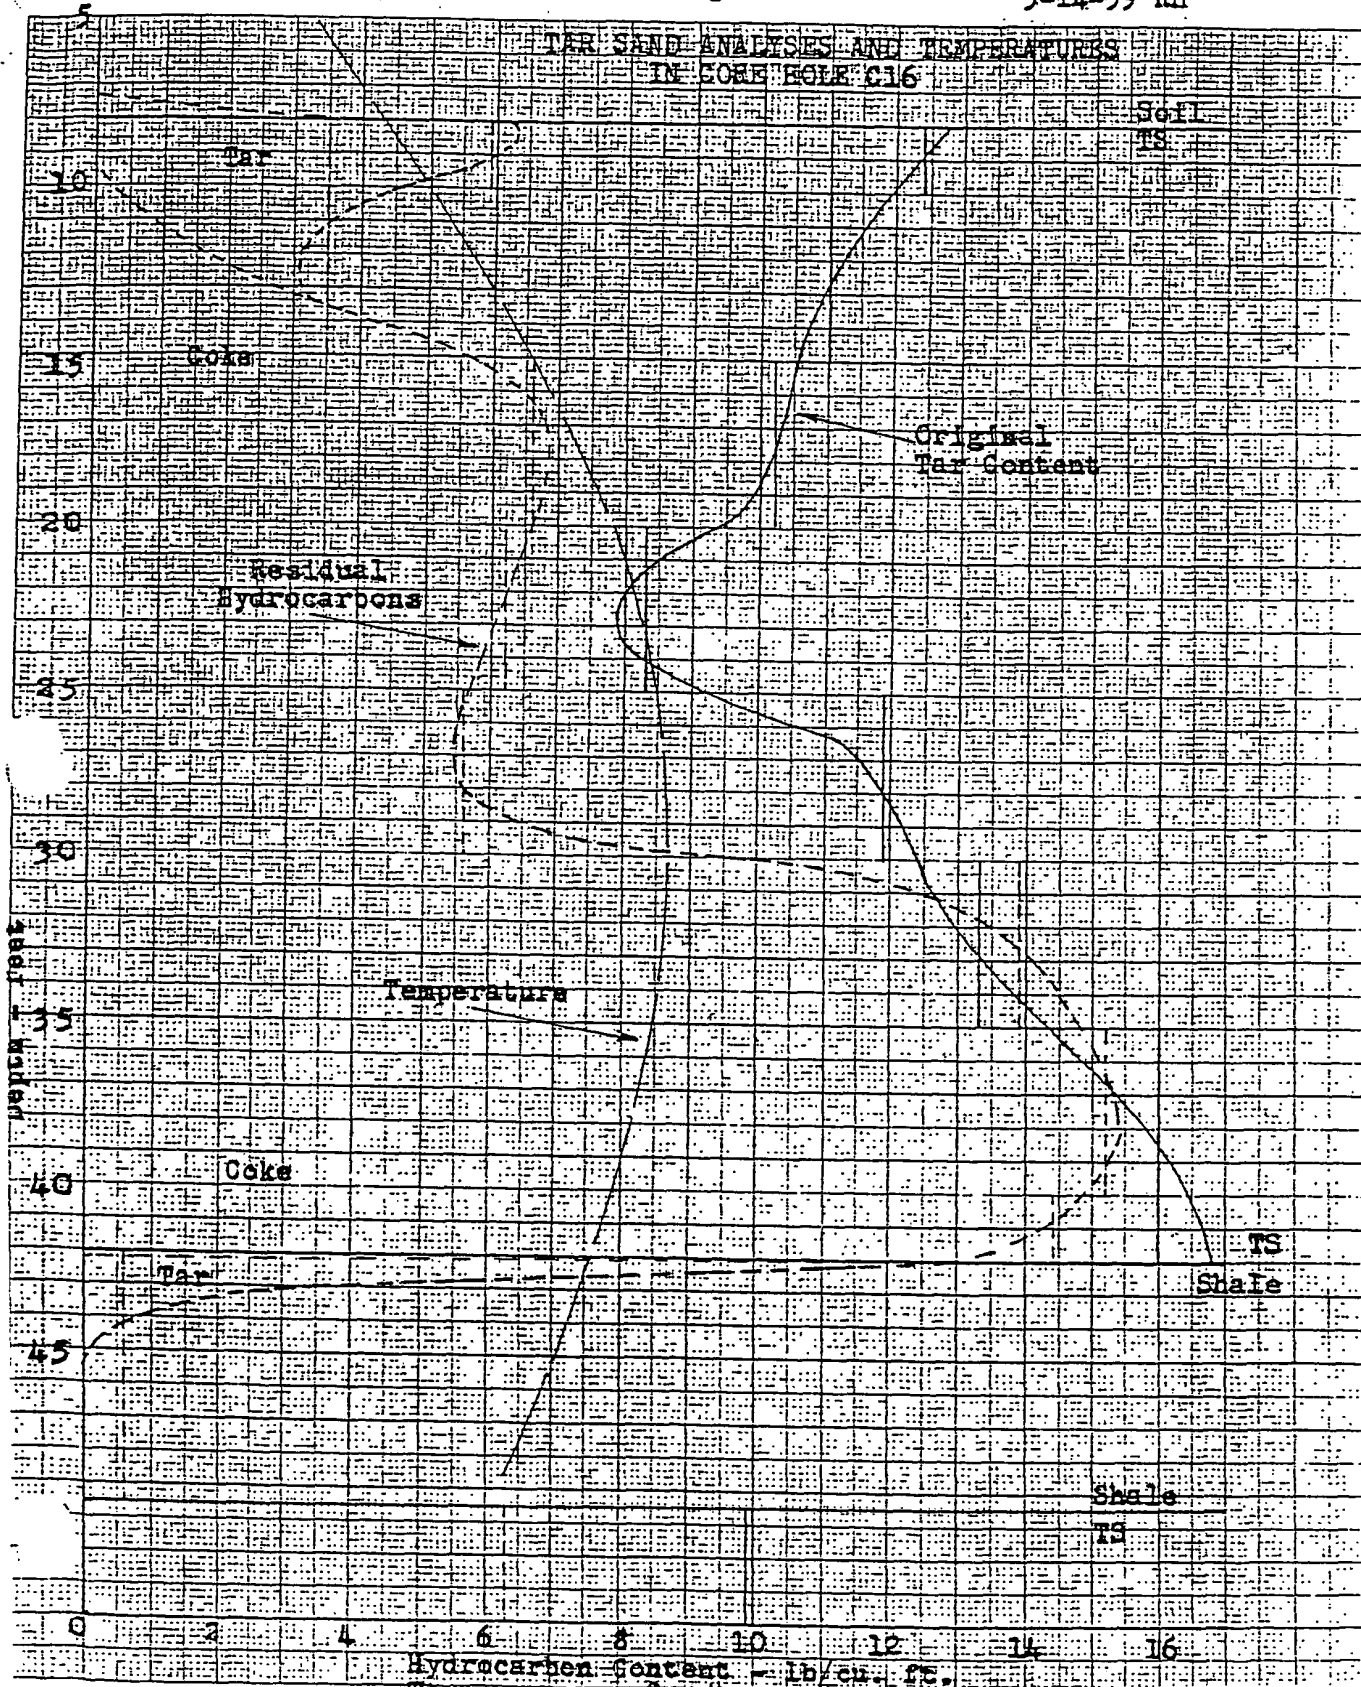 5
TAR SAND ANALYSES AND TEMPERATURES
IN CORE HOLE C16
Soil
TS
Tar
10
15
Coke
Original
Tar Content
20
Residual
Hydrocarbons
25
30
Depth - feet
Temperature
35
40
Coke
TS
Tar
Shale
45
Shale
TS
0 2 4 6 8 10 12 14 16
Hydrocarbon Content - lb/cu. ft.